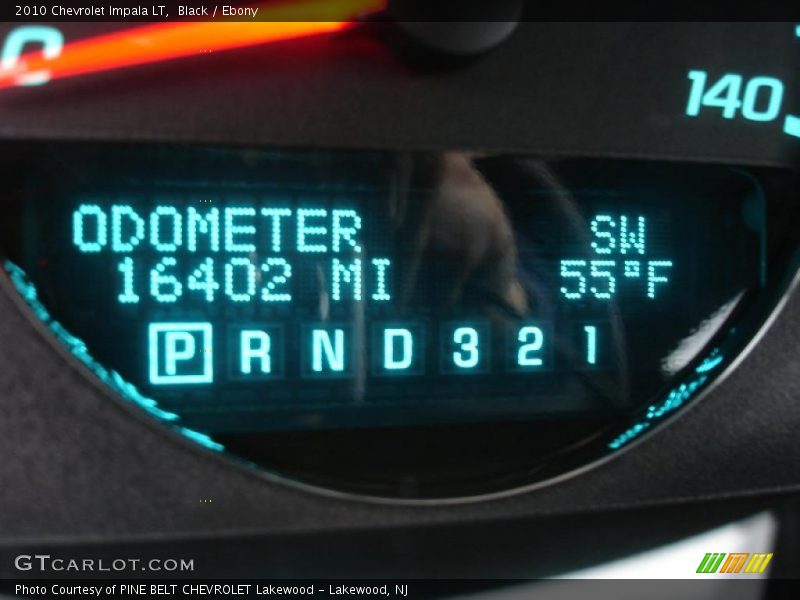 2010 Chevrolet Impala LT, Black / Ebony
0
140
ODOMETER SW
16402 MI 55°F
P R N D 3 2 1
GTCARLOT.COM
Photo Courtesy of PINE BELT CHEVROLET Lakewood - Lakewood, NJ